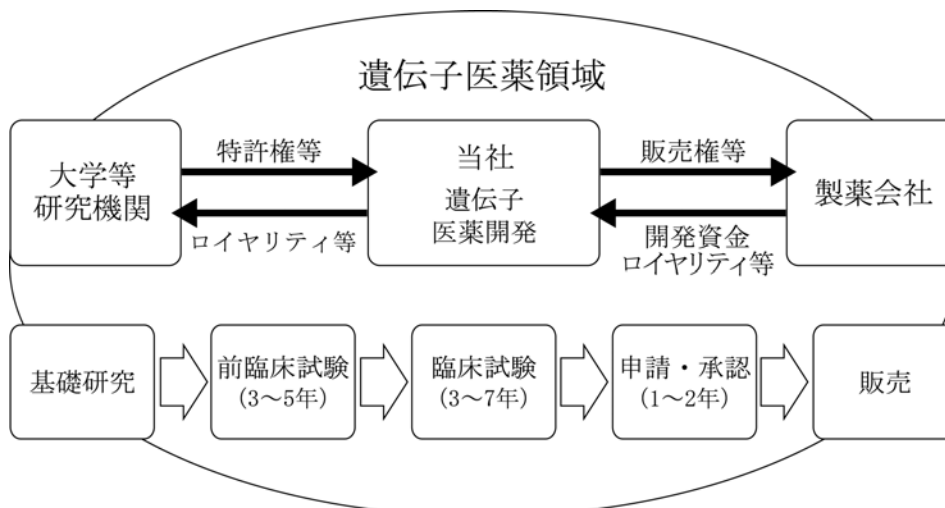 遺伝子医薬領域
大学等
研究機関
特許権等
ロイヤリティ等
当社
遺伝子
医薬開発
販売権等
開発資金
ロイヤリティ等
製薬会社
基礎研究
前臨床試験
(3～5年)
臨床試験
(3～7年)
申請・承認
(1～2年)
販売